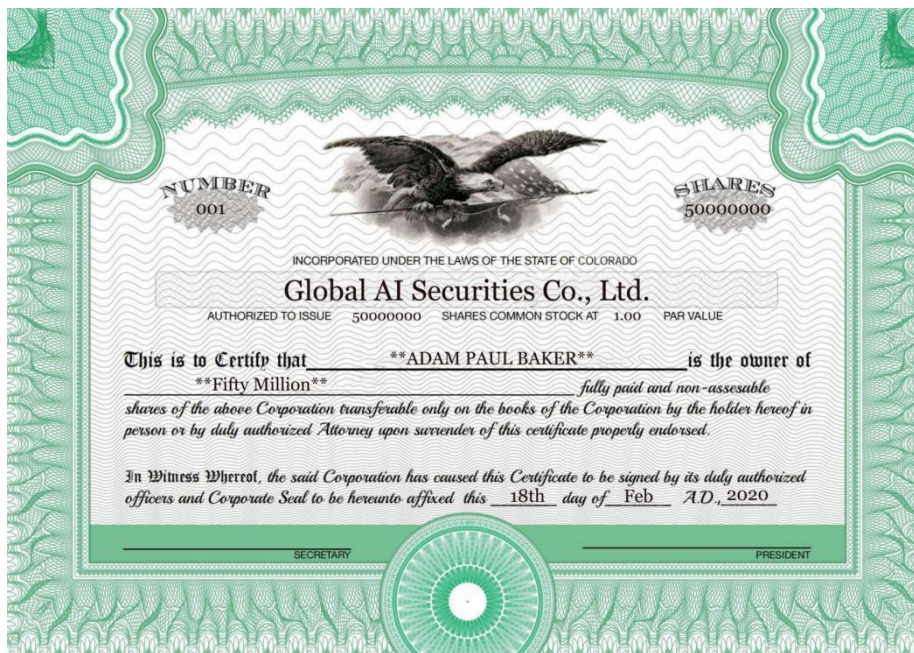 NUMBER
001
SHARES
50000000
INCORPORATED UNDER THE LAWS OF THE STATE OF COLORADO
Global AI Securities Co., Ltd.
AUTHORIZED TO ISSUE 50000000 SHARES COMMON STOCK AT 1.00 PAR VALUE
This is to Certify that **ADAM PAUL BAKER** is the owner of
**Fifty Million** fully paid and non-assesable
shares of the above Corporation transferable only on the books of the Corporation by the holder hereof in
person or by duly authorized Attorney upon surrender of this certificate properly endorsed.
In Witness Whereof, the said Corporation has caused this Certificate to be signed by its duly authorized
officers and Corporate Seal to be hereunto affixed this 18th day of Feb A.D., 2020
SECRETARY
PRESIDENT